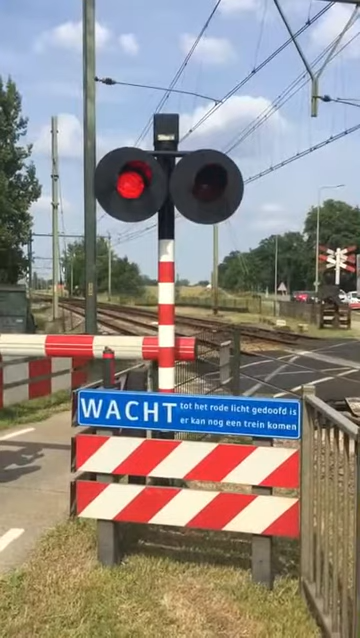 WACHT tot het rode licht gedoofd is
er kan nog een trein komen